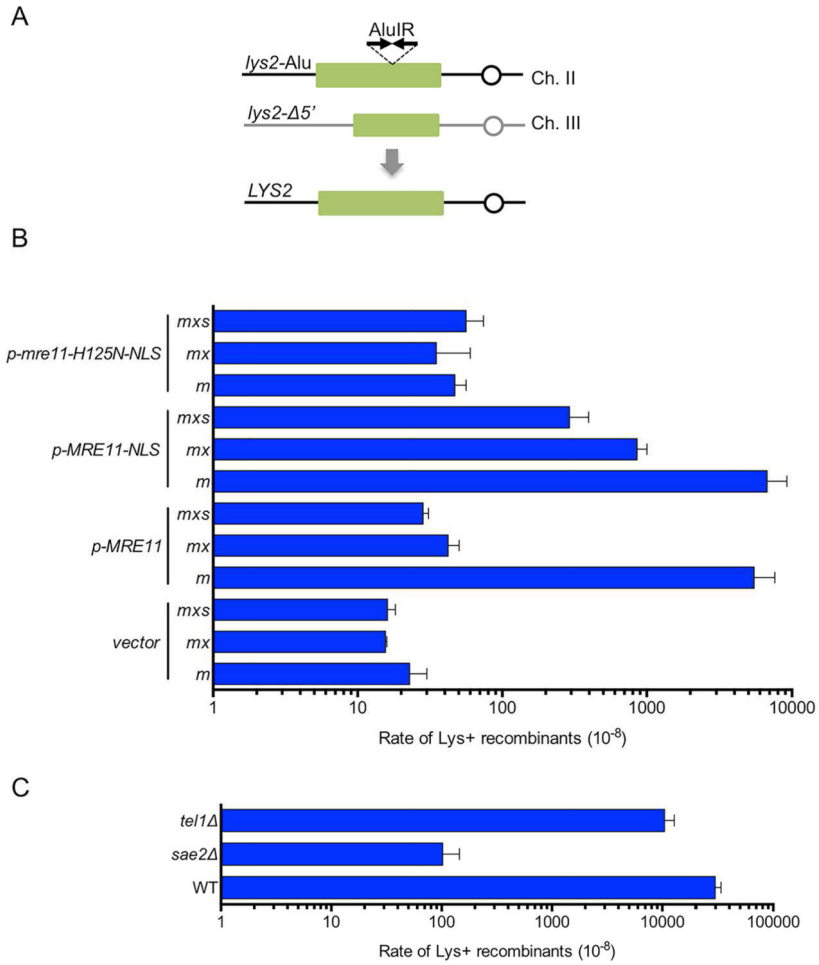 A
AluIR
lys2-Alu
Ch. II
lys2-Δ5’
Ch. III
LYS2
B
mxs
p-mre11-H125N-NLS
mx
m
mxs
p-MRE11-NLS
mx
m
mxs
p-MRE11
mx
m
mxs
vector
mx
m
1 10 100 1000 10000
Rate of Lys+ recombinants (10-8)
C
tel1Δ
sae2Δ
WT
1 10 100 1000 10000 100000
Rate of Lys+ recombinants (10-8)